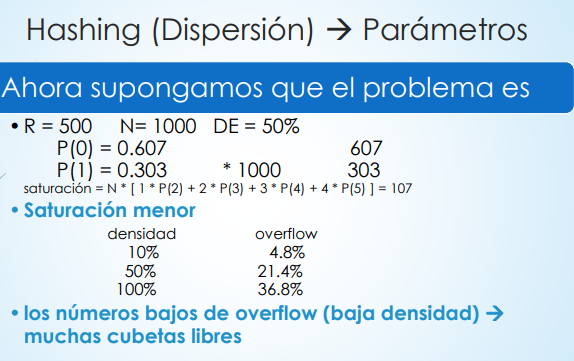 Hashing (Dispersión) → Parámetros
Ahora supongamos que el problema es
• R = 500 N= 1000 DE = 50%
P(0) = 0.607 607
P(1) = 0.303 * 1000 303
saturación = N * [ 1 * P(2) + 2 * P(3) + 3 * P(4) + 4 * P(5) ] = 107
• Saturación menor
densidad overflow
10% 4.8%
50% 21.4%
100% 36.8%
• los números bajos de overflow (baja densidad) →
muchas cubetas libres